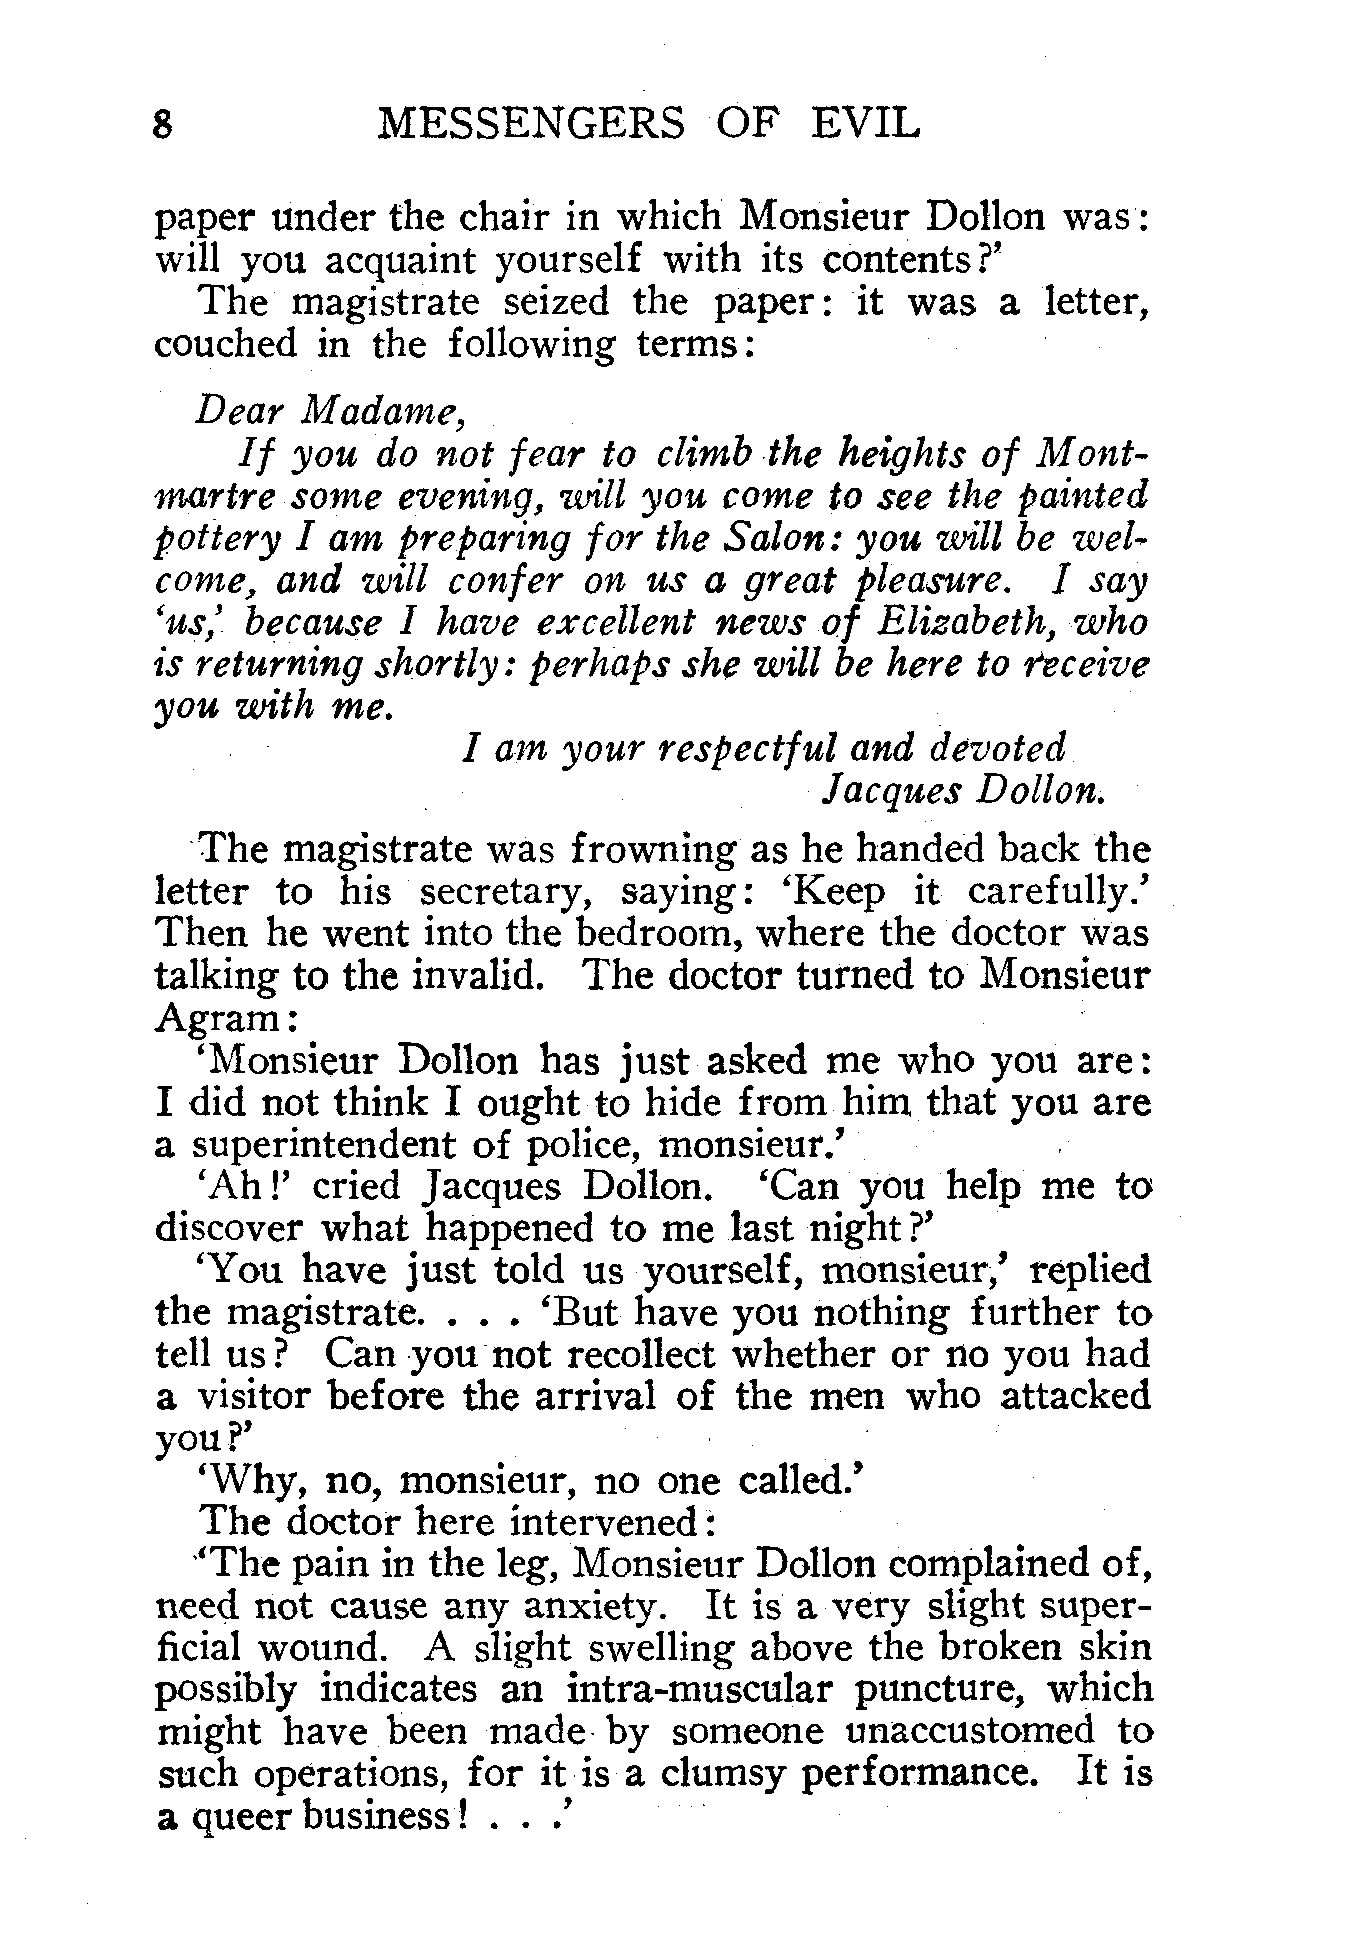 8 MESSENGERS OF EVIL
paper under the chair in which Monsieur Dollon was:
will you acquaint yourself with its contents?'
The magistrate seized the paper: it was a letter,
couched in the following terms:
Dear Madame,
If you do not fear to climb the heights of Mont-
martre some evening, will you come to see the painted
pottery I am preparing for the Salon: you will be wel-
come, and will confer on us a great pleasure. I say
'us,' because I have excellent news of Elizabeth, who
is returning shortly: perhaps she will be here to receive
you with me.
I am your respectful and devoted
Jacques Dollon.
The magistrate was frowning as he handed back the
letter to his secretary, saying: 'Keep it carefully.'
Then he went into the bedroom, where the doctor was
talking to the invalid. The doctor turned to Monsieur
Agram:
'Monsieur Dollon has just asked me who you are:
I did not think I ought to hide from him that you are
a superintendent of police, monsieur.'
'Ah!' cried Jacques Dollon. 'Can you help me to
discover what happened to me last night?'
'You have just told us yourself, monsieur,' replied
the magistrate. . . . 'But have you nothing further to
tell us? Can you not recollect whether or no you had
a visitor before the arrival of the men who attacked
you?'
'Why, no, monsieur, no one called.'
The doctor here intervened:
'The pain in the leg, Monsieur Dollon complained of,
need not cause any anxiety. It is a very slight super-
ficial wound. A slight swelling above the broken skin
possibly indicates an intra-muscular puncture, which
might have been made by someone unaccustomed to
such operations, for it is a clumsy performance. It is
a queer business! . . .'